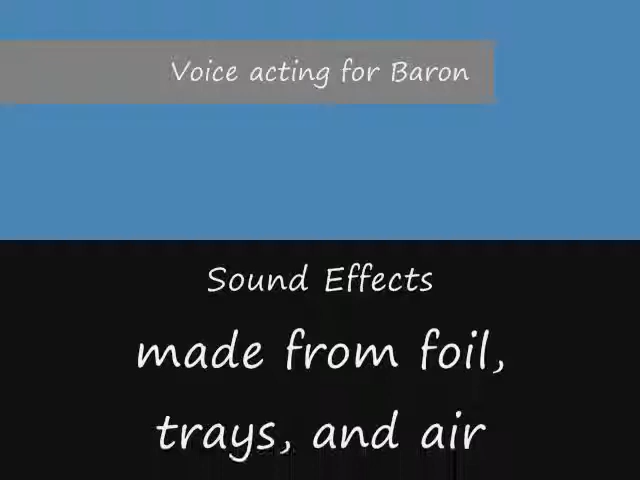 Voice acting for Baron
Sound Effects
made from foil,
trays, and air